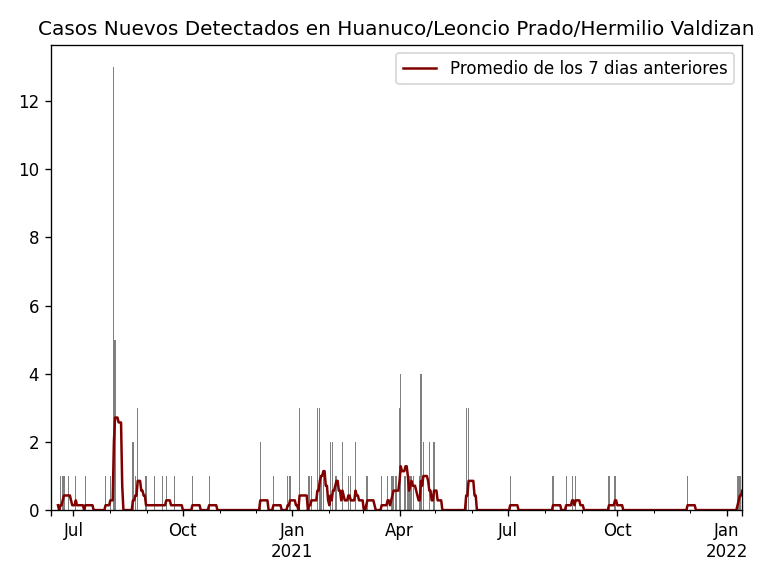 Casos Nuevos Detectados en Huanuco/Leoncio Prado/Hermilio Valdizan
Promedio de los 7 dias anteriores
12
10
8
6
4
2
0
Jul Oct Jan Apr Jul Oct Jan
2021 2022